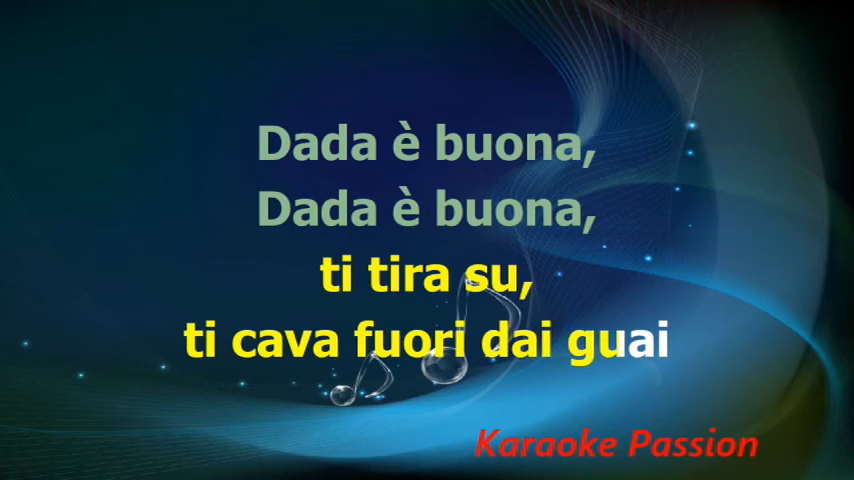 Dada è buona,
Dada è buona,
ti tira su,
ti cava fuori dai guai
Karaoke Passion